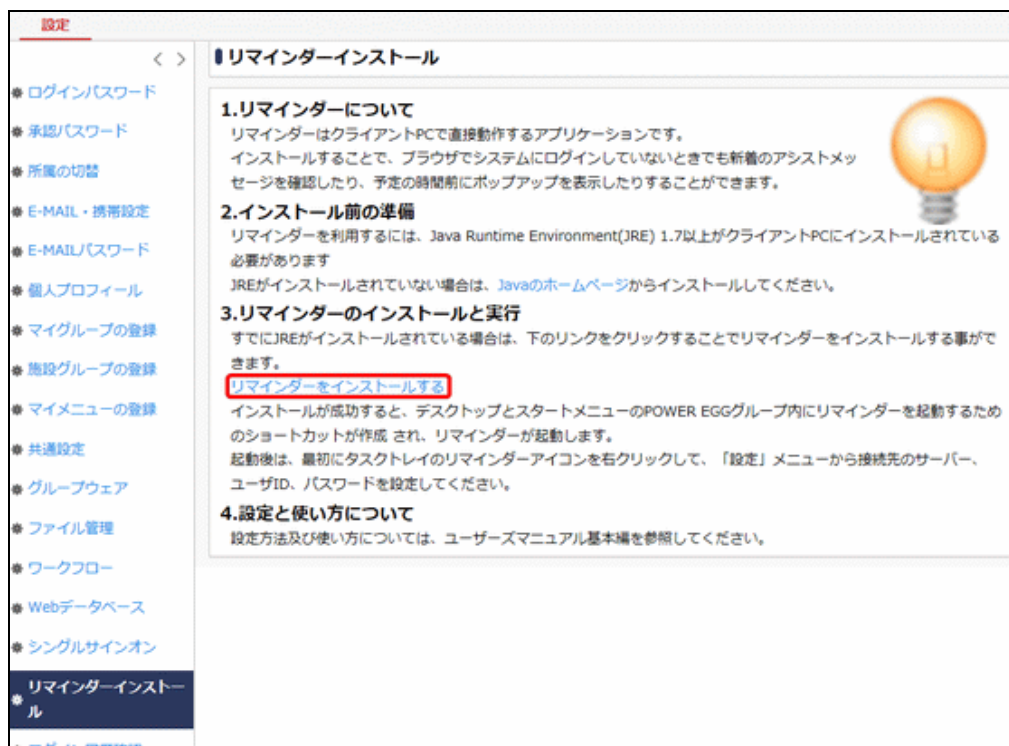 設定
< >
ログインパスワード
承認パスワード
所属の切替
E-MAIL・携帯設定
E-MAILパスワード
個人プロフィール
マイグループの登録
施設グループの登録
マイメニューの登録
共通設定
グループウェア
ファイル管理
ワークフロー
Webデータベース
シングルサインオン
リマインダーインストー
ル
リマインダーインストール
1.リマインダーについて
リマインダーはクライアントPCで直接動作するアプリケーションです。
インストールすることで、ブラウザでシステムにログインしていないときでも新着のアシストメッ
セージを確認したり、予定の時間前にポップアップを表示したりすることができます。
2.インストール前の準備
リマインダーを利用するには、Java Runtime Environment(JRE) 1.7以上がクライアントPCにインストールされている
必要があります
JREがインストールされていない場合は、Javaのホームページからインストールしてください。
3.リマインダーのインストールと実行
すでにJREがインストールされている場合は、下のリンクをクリックすることでリマインダーをインストールする事がで
きます。
リマインダーをインストールする
インストールが成功すると、デスクトップとスタートメニューのPOWER EGGグループ内にリマインダーを起動するため
のショートカットが作成 され、リマインダーが起動します。
起動後は、最初にタスクトレイのリマインダーアイコンを右クリックして、「設定」メニューから接続先のサーバー、
ユーザID、パスワードを設定してください。
4.設定と使い方について
設定方法及び使い方については、ユーザーズマニュアル基本編を参照してください。